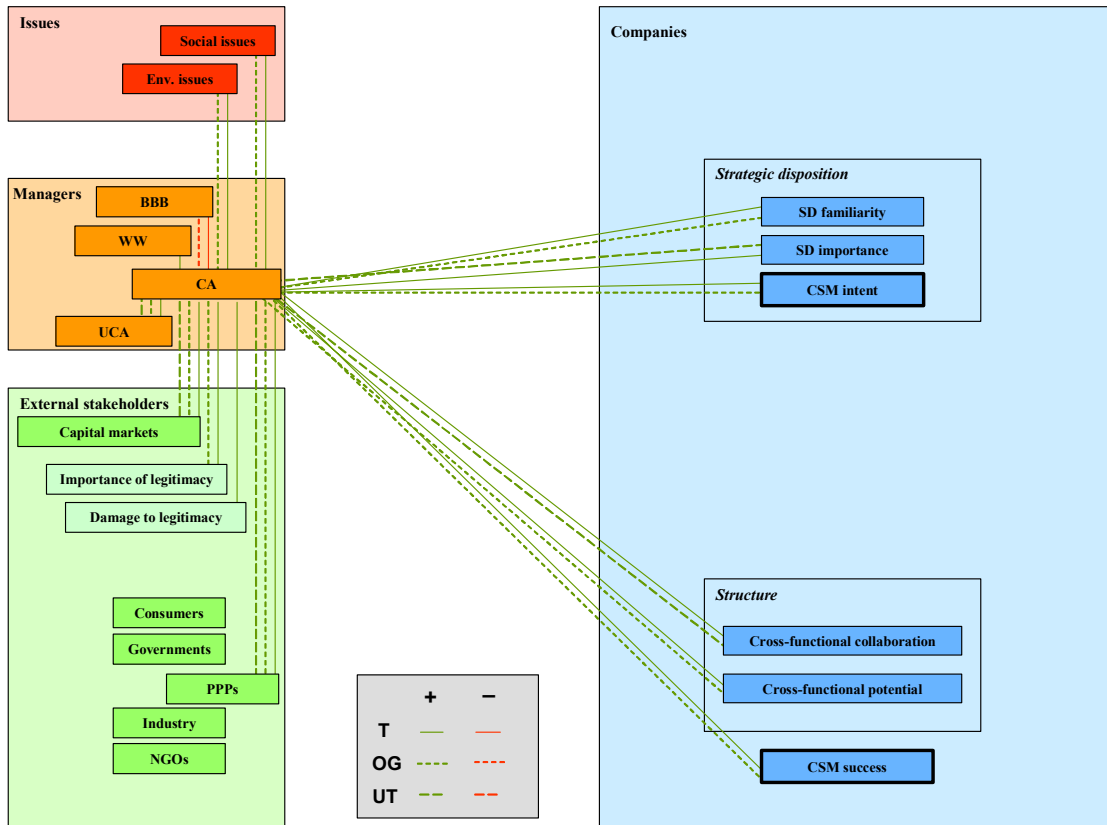 Issues
Social issues
Env. issues
Managers
BBB
WW
CA
UCA
External stakeholders
Capital markets
Importance of legitimacy
Damage to legitimacy
Consumers
Governments
PPPs
Industry
NGOs
+ −
T
OG
UT
Companies
Strategic disposition
SD familiarity
SD importance
CSM intent
Structure
Cross-functional collaboration
Cross-functional potential
CSM success